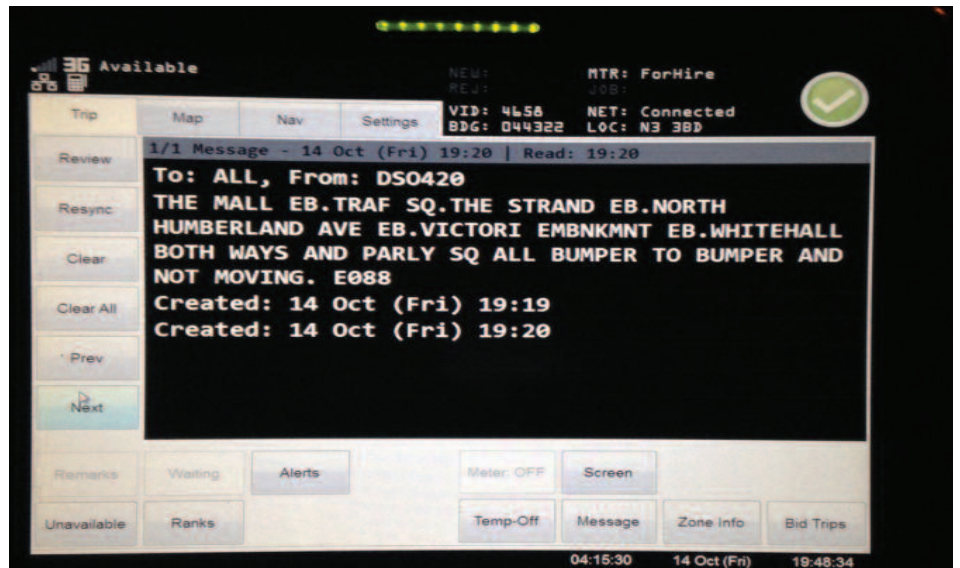 3G Available
NEW:
MTR: ForHire
REJ:
JOB:
VID: 4658
NET: Connected
BDG: 044322
LOC: N3 3BD
Trip
Map
Nav
Settings
Review
Resync
Clear
Clear All
Prev
Next
1/1 Message - 14 Oct (Fri) 19:20 | Read: 19:20
To: ALL, From: DSO420
THE MALL EB.TRAF SQ.THE STRAND EB.NORTH
HUMBERLAND AVE EB.VICTORI EMBNKMNT EB.WHITEHALL
BOTH WAYS AND PARLY SQ ALL BUMPER TO BUMPER AND
NOT MOVING. E088
Created: 14 Oct (Fri) 19:19
Created: 14 Oct (Fri) 19:20
Remarks
Waiting
Alerts
Meter: OFF
Screen
Unavailable
Ranks
Temp-Off
Message
Zone Info
Bid Trips
04:15:30
14 Oct (Fri)
19:48:34